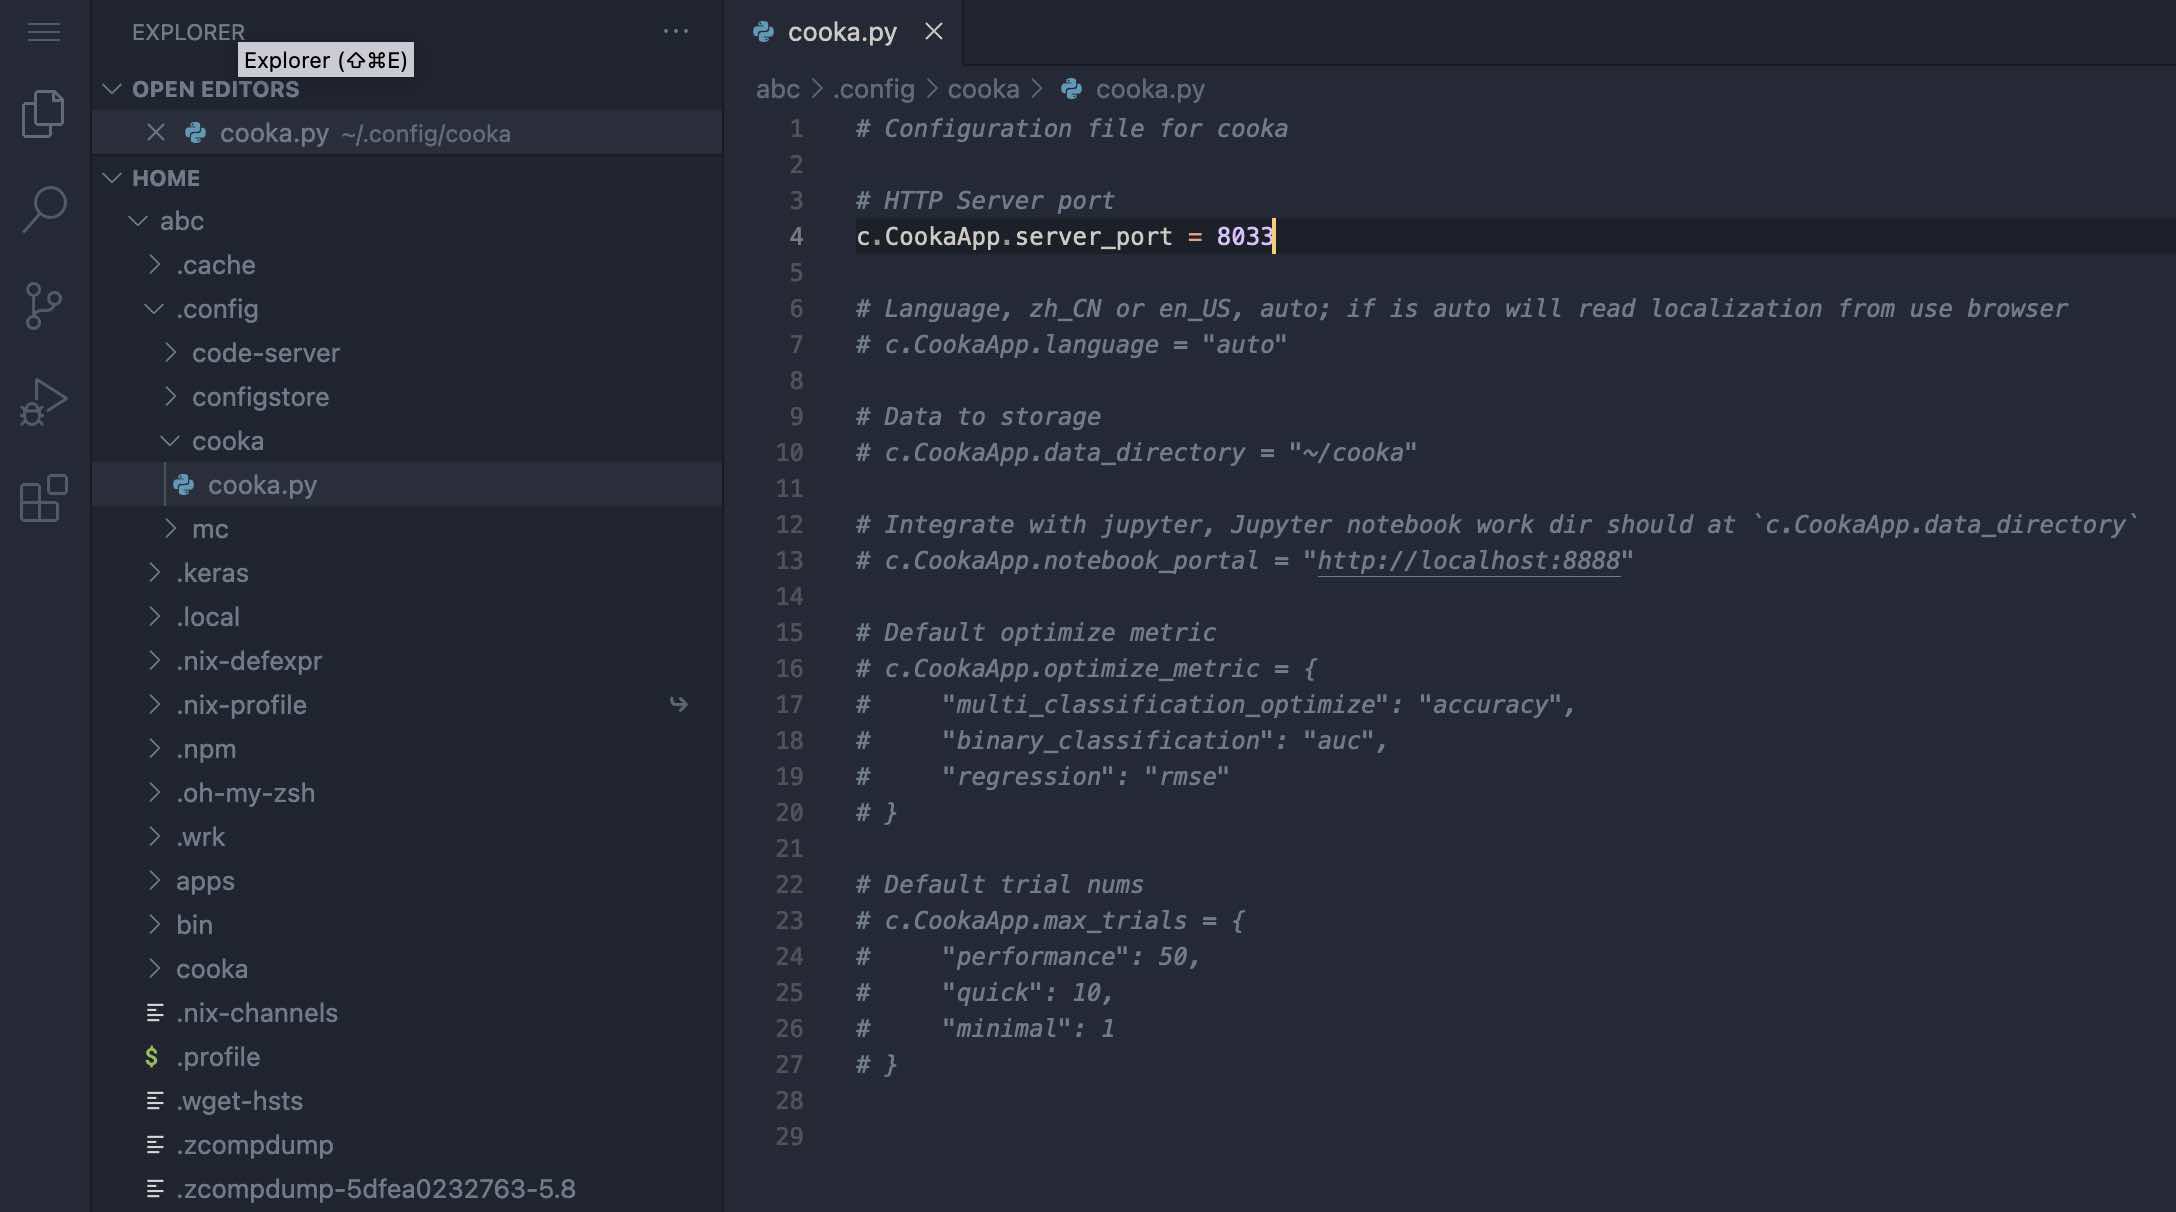 EXPLORER
Explorer (⇧⌘E)
OPEN EDITORS
cooka.py ~/.config/cooka
HOME
abc
.cache
.config
code-server
configstore
cooka
cooka.py
mc
.keras
.local
.nix-defexpr
.nix-profile
.npm
.oh-my-zsh
.wrk
apps
bin
cooka
.nix-channels
$ .profile
.wget-hsts
.zcompdump
.zcompdump-5dfea0232763-5.8
cooka.py
abc > .config > cooka > cooka.py
1 # Configuration file for cooka
2
3 # HTTP Server port
4 c.CookaApp.server_port = 8033
5
6 # Language, zh_CN or en_US, auto; if is auto will read localization from use browser
7 # c.CookaApp.language = "auto"
8
9 # Data to storage
10 # c.CookaApp.data_directory = "~/cooka"
11
12 # Integrate with jupyter, Jupyter notebook work dir should at `c.CookaApp.data_directory`
13 # c.CookaApp.notebook_portal = "http://localhost:8888"
14
15 # Default optimize metric
16 # c.CookaApp.optimize_metric = {
17 #     "multi_classification_optimize": "accuracy",
18 #     "binary_classification": "auc",
19 #     "regression": "rmse"
20 # }
21
22 # Default trial nums
23 # c.CookaApp.max_trials = {
24 #     "performance": 50,
25 #     "quick": 10,
26 #     "minimal": 1
27 # }
28
29